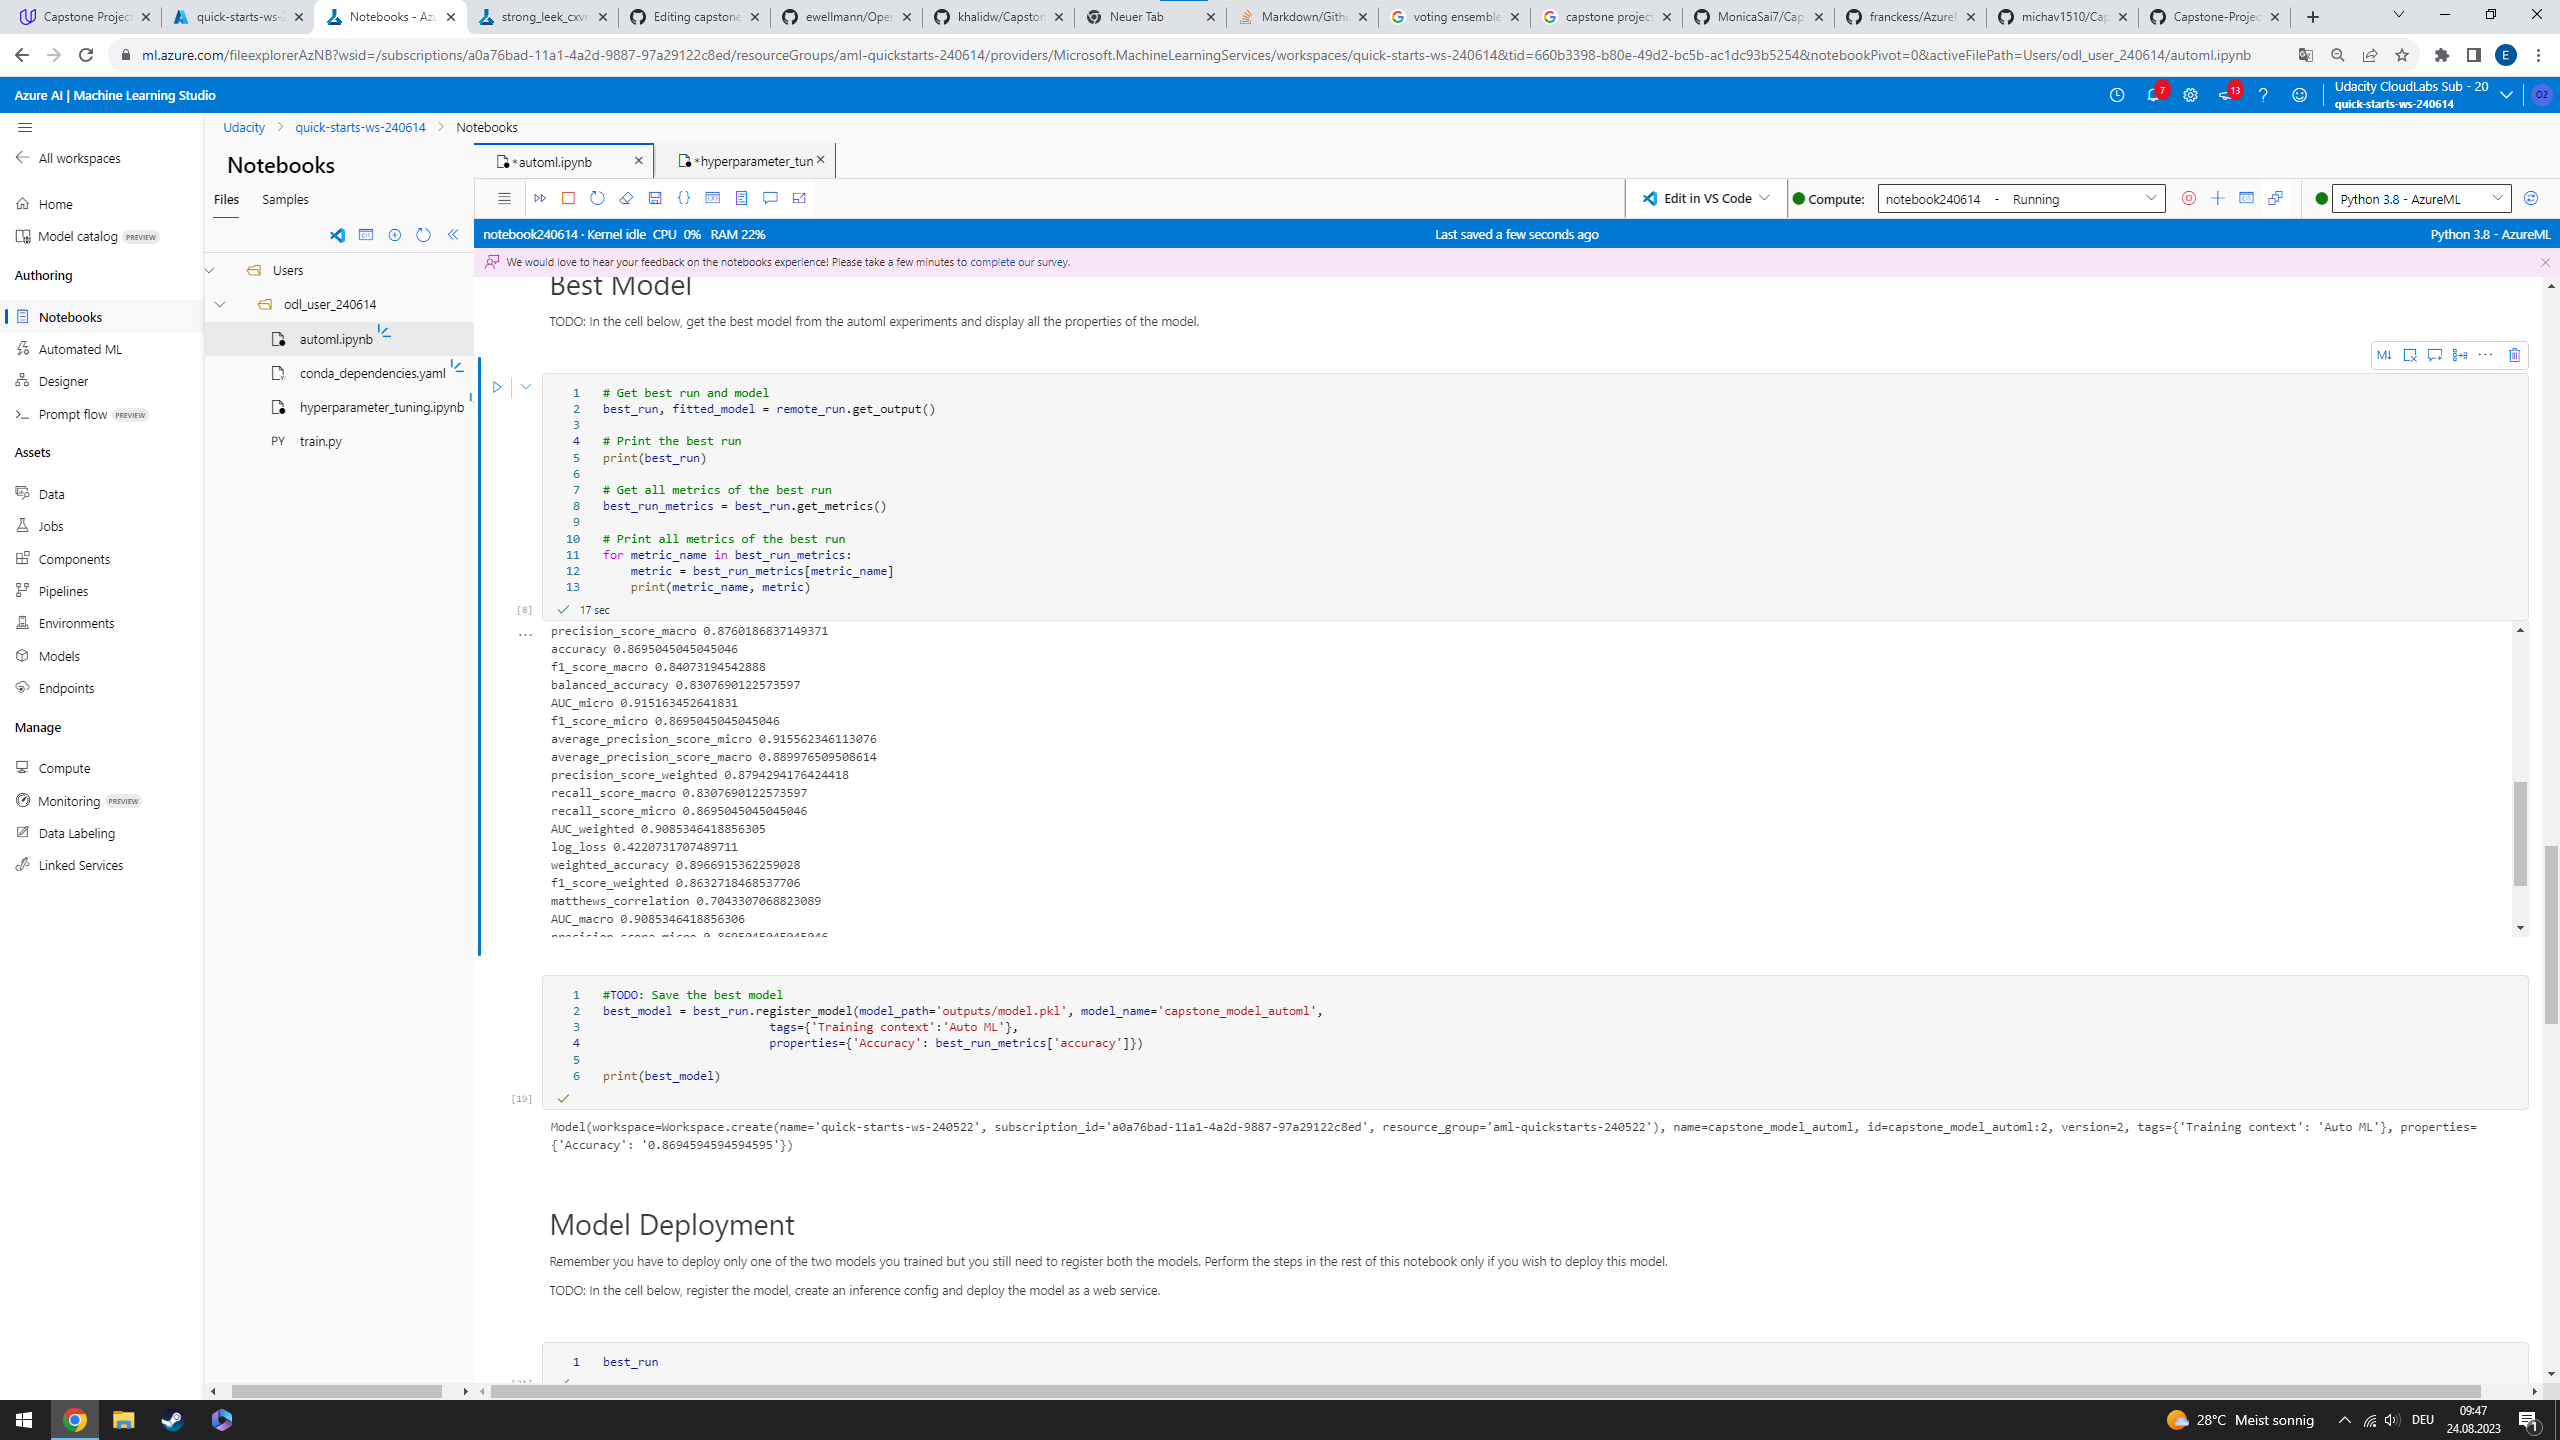 Capstone Project
quick-starts-ws-2
Notebooks - Azu
strong_leek_cxvn
Editing capstone
ewellmann/Oper
khalidw/Capston
Neuer Tab
Markdown/Githu
voting ensemble
capstone project
MonicaSai7/Cap
franckess/AzureM
michav1510/Cap
Capstone-Projec
ml.azure.com/fileexplorerAzNB?wsid=/subscriptions/a0a76bad-11a1-4a2d-9887-97a29122c8ed/resourceGroups/aml-quickstarts-240614/providers/Microsoft.MachineLearningServices/workspaces/quick-starts-ws-240614&tid=660b3398-b80e-49d2-bc5b-ac1dc93b5254&notebookPivot=0&activeFilePath=Users/odl_user_240614/automl.ipynb
E
Azure AI | Machine Learning Studio
7
13
Udacity CloudLabs Sub - 20
quick-starts-ws-240614
O2
All workspaces
Home
Model catalog PREVIEW
Authoring
Notebooks
Automated ML
Designer
Prompt flow PREVIEW
Assets
Data
Jobs
Components
Pipelines
Environments
Models
Endpoints
Manage
Compute
Monitoring PREVIEW
Data Labeling
Linked Services
Udacity > quick-starts-ws-240614 > Notebooks
Notebooks
Files Samples
Users
odl_user_240614
automl.ipynb
conda_dependencies.yaml
hyperparameter_tuning.ipynb
PY train.py
*automl.ipynb
*hyperparameter_tun
Edit in VS Code
Compute: notebook240614 - Running
Python 3.8 - AzureML
notebook240614 · Kernel idle CPU 0% RAM 22%
Last saved a few seconds ago
Python 3.8 - AzureML
We would love to hear your feedback on the notebooks experience! Please take a few minutes to complete our survey.
Best Model
TODO: In the cell below, get the best model from the automl experiments and display all the properties of the model.
M↓
1 # Get best run and model
2 best_run, fitted_model = remote_run.get_output()
3
4 # Print the best run
5 print(best_run)
6
7 # Get all metrics of the best run
8 best_run_metrics = best_run.get_metrics()
9
10 # Print all metrics of the best run
11 for metric_name in best_run_metrics:
12 metric = best_run_metrics[metric_name]
13 print(metric_name, metric)
[8] 17 sec
precision_score_macro 0.8760186837149371
accuracy 0.8695045045045046
f1_score_macro 0.84073194542888
balanced_accuracy 0.8307690122573597
AUC_micro 0.915163452641831
f1_score_micro 0.8695045045045046
average_precision_score_micro 0.915562346113076
average_precision_score_macro 0.889976509508614
precision_score_weighted 0.8794294176424418
recall_score_macro 0.8307690122573597
recall_score_micro 0.8695045045045046
AUC_weighted 0.9085346418856305
log_loss 0.4220731707489711
weighted_accuracy 0.8966915362259028
f1_score_weighted 0.8632718468537706
matthews_correlation 0.7043307068823089
AUC_macro 0.9085346418856306
precision_score_micro 0.8695045045045046
1 #TODO: Save the best model
2 best_model = best_run.register_model(model_path='outputs/model.pkl', model_name='capstone_model_automl',
3 tags={'Training context':'Auto ML'},
4 properties={'Accuracy': best_run_metrics['accuracy']})
5
6 print(best_model)
[19]
Model(workspace=Workspace.create(name='quick-starts-ws-240522', subscription_id='a0a76bad-11a1-4a2d-9887-97a29122c8ed', resource_group='aml-quickstarts-240522'), name=capstone_model_automl, id=capstone_model_automl:2, version=2, tags={'Training context': 'Auto ML'}, properties=
{'Accuracy': '0.8694594594594595'})
Model Deployment
Remember you have to deploy only one of the two models you trained but you still need to register both the models. Perform the steps in the rest of this notebook only if you wish to deploy this model.
TODO: In the cell below, register the model, create an inference config and deploy the model as a web service.
1 best_run
28°C Meist sonnig
DEU
09:47
24.08.2023
1